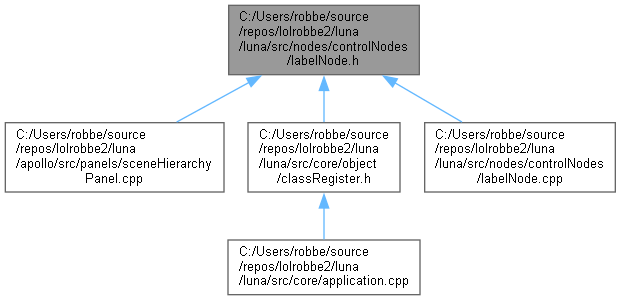 C:/Users/robbe/source
/repos/lolrobbe2/luna
/luna/src/nodes/controlNodes
/labelNode.h
C:/Users/robbe/source
/repos/lolrobbe2/luna
/apollo/src/panels/sceneHierarchy
Panel.cpp
C:/Users/robbe/source
/repos/lolrobbe2/luna
/luna/src/core/object
/classRegister.h
C:/Users/robbe/source
/repos/lolrobbe2/luna
/luna/src/nodes/controlNodes
/labelNode.cpp
C:/Users/robbe/source
/repos/lolrobbe2/luna
/luna/src/core/application.cpp